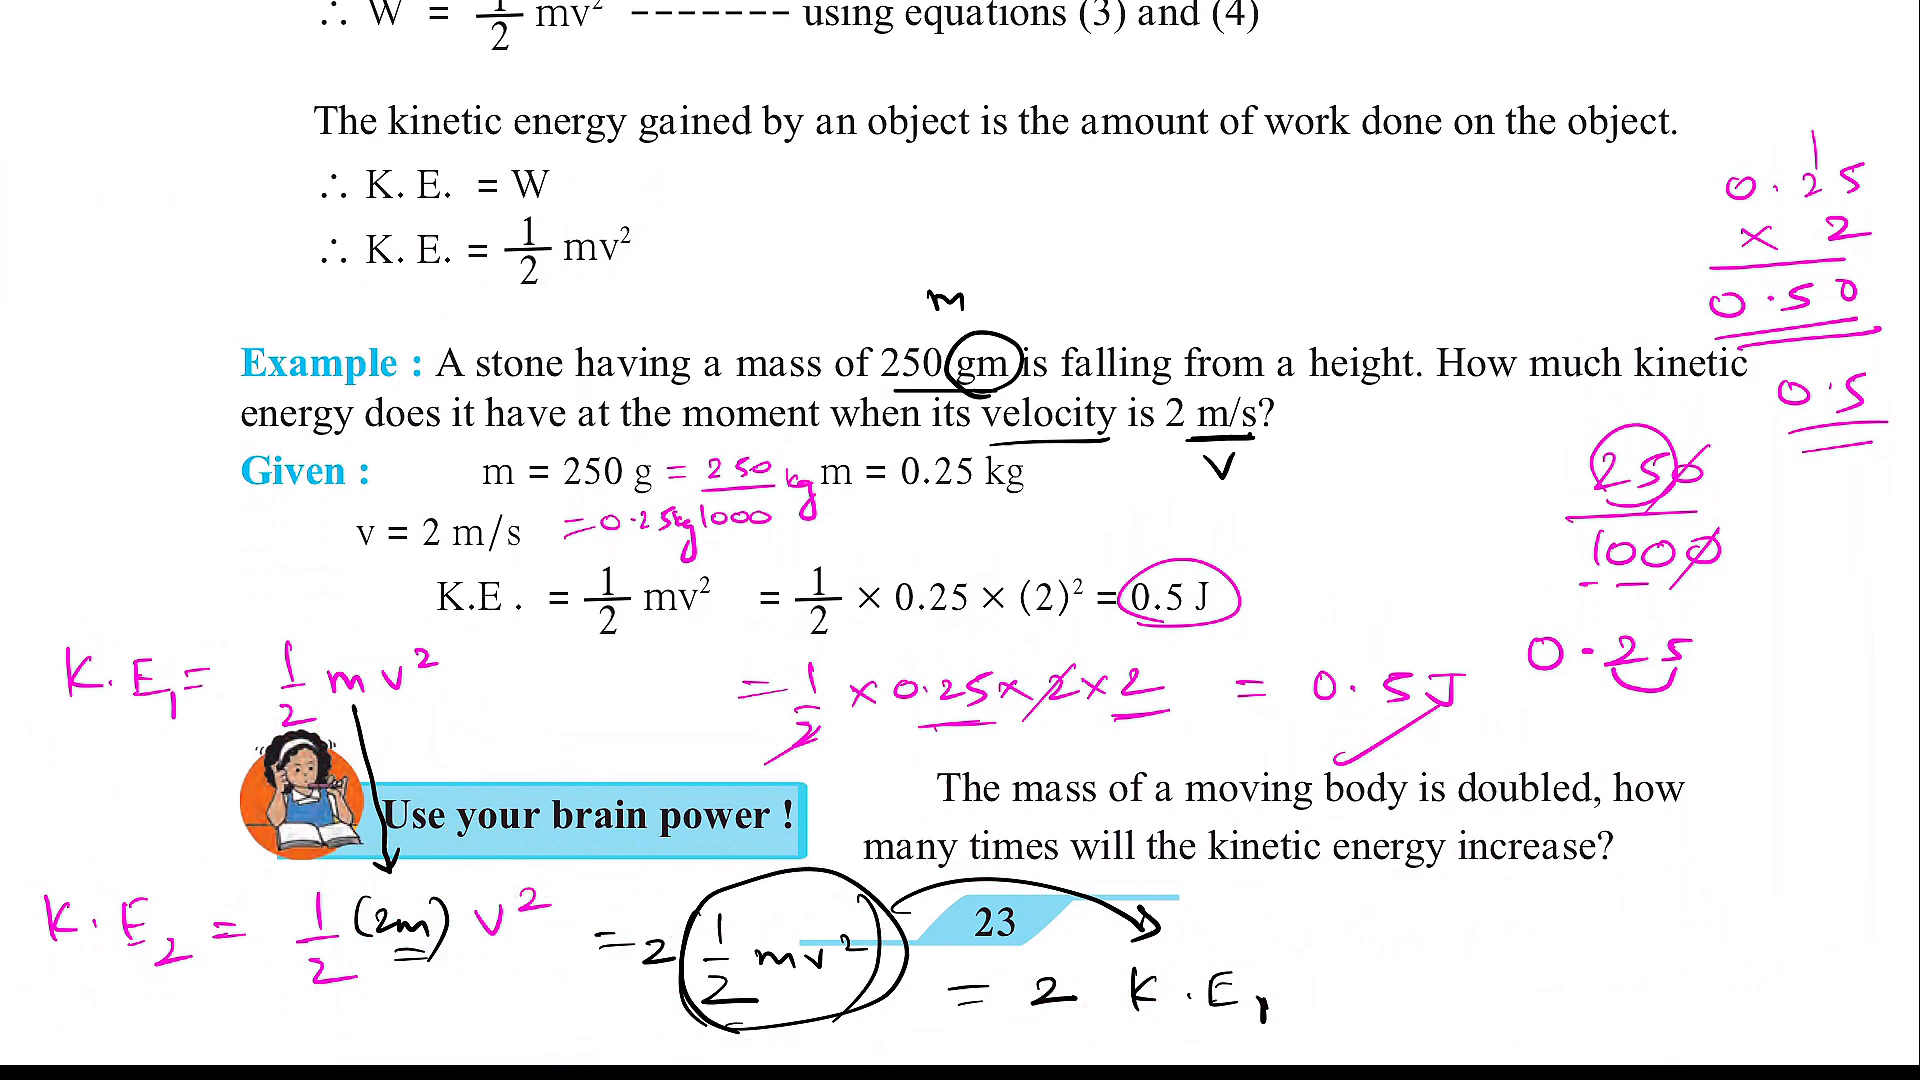 ∴ W = 1/2 mv² ------- using equations (3) and (4)
The kinetic energy gained by an object is the amount of work done on the object.
∴ K. E. = W
∴ K. E. = 1/2 mv²
0.25
1
× 2
0.50
0.5
m
Example : A stone having a mass of 250 gm is falling from a height. How much kinetic
energy does it have at the moment when its velocity is 2 m/s?
v
Given : m = 250 g = 250/1000 kg m = 0.25 kg
v = 2 m/s = 0.25kg
250/1000
0.25
K.E . = 1/2 mv² = 1/2 × 0.25 × (2)² = 0.5 J
K.E₁ = 1/2 mv²
= 1/2 × 0.25 × 2 × 2 = 0.5 J
Use your brain power !
The mass of a moving body is doubled, how
many times will the kinetic energy increase?
23
K.E₂ = 1/2 (2m) v² = 2 (1/2 mv²) = 2 K.E₁